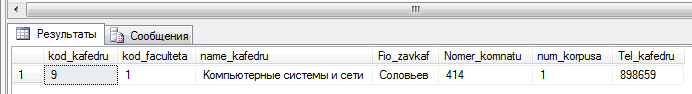 Результаты Сообщения
kod_kafedru kod_faculteta name_kafedru Fio_zavkaf Nomer_komnatu num_korpusa Tel_kafedru
1 9 1 Компьютерные системы и сети Соловьев 414 1 898659